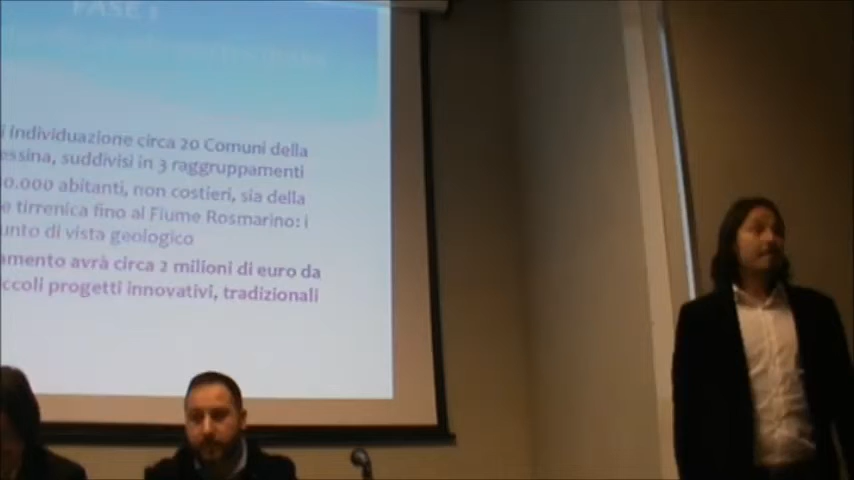 FASE I
i individuazione circa 20 Comuni della
essina, suddivisi in 3 raggruppamenti
0.000 abitanti, non costieri, sia della
e tirrenica fino al Fiume Rosmarino: i
unto di vista geologico
amento avrà circa 2 milioni di euro da
ccoli progetti innovativi, tradizionali